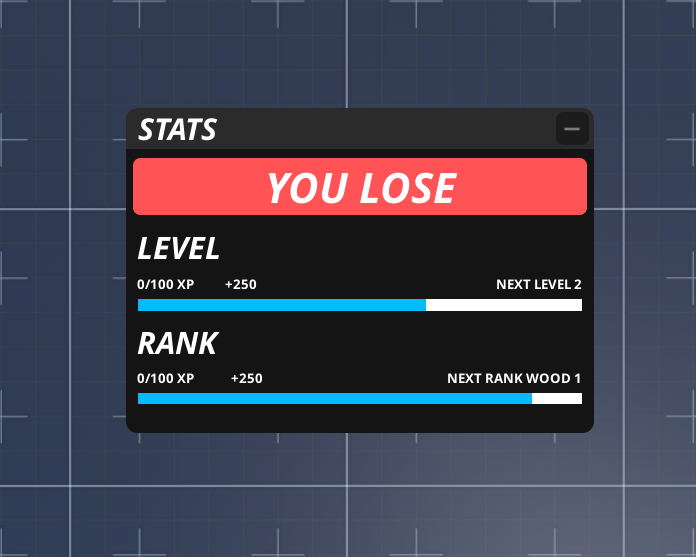 STATS
YOU LOSE
LEVEL
0/100 XP +250 NEXT LEVEL 2
RANK
0/100 XP +250 NEXT RANK WOOD 1